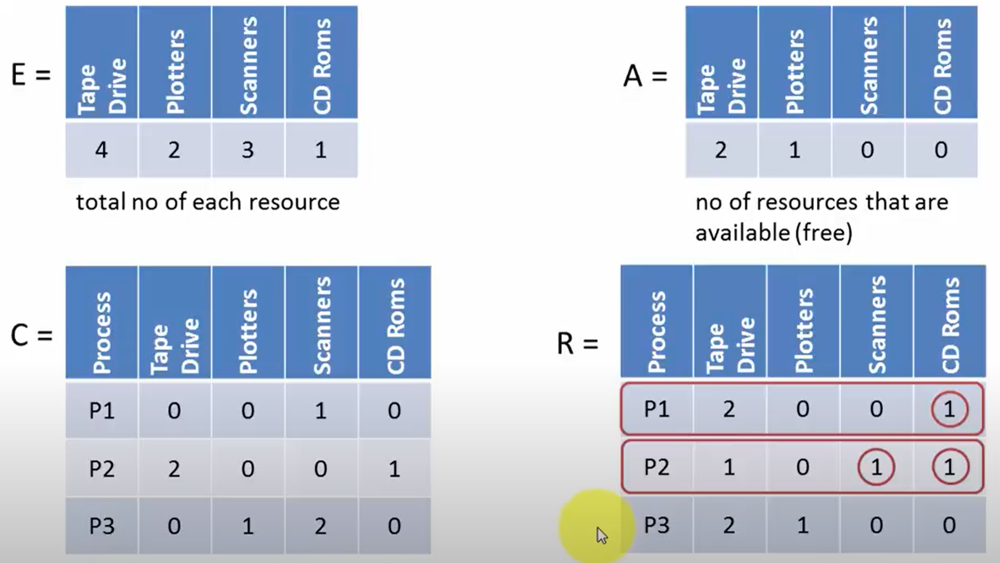 E =
Tape Drive Plotters Scanners CD Roms
4 2 3 1
total no of each resource
A =
Tape Drive Plotters Scanners CD Roms
2 1 0 0
no of resources that are
available (free)
C =
Process Tape Drive Plotters Scanners CD Roms
P1 0 0 1 0
P2 2 0 0 1
P3 0 1 2 0
R =
Process Tape Drive Plotters Scanners CD Roms
P1 2 0 0 1
P2 1 0 1 1
P3 2 1 0 0